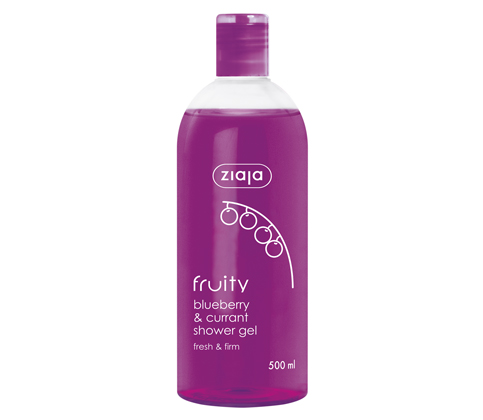 ziaja
fruity
blueberry
& currant
shower gel
fresh & firm
500 ml